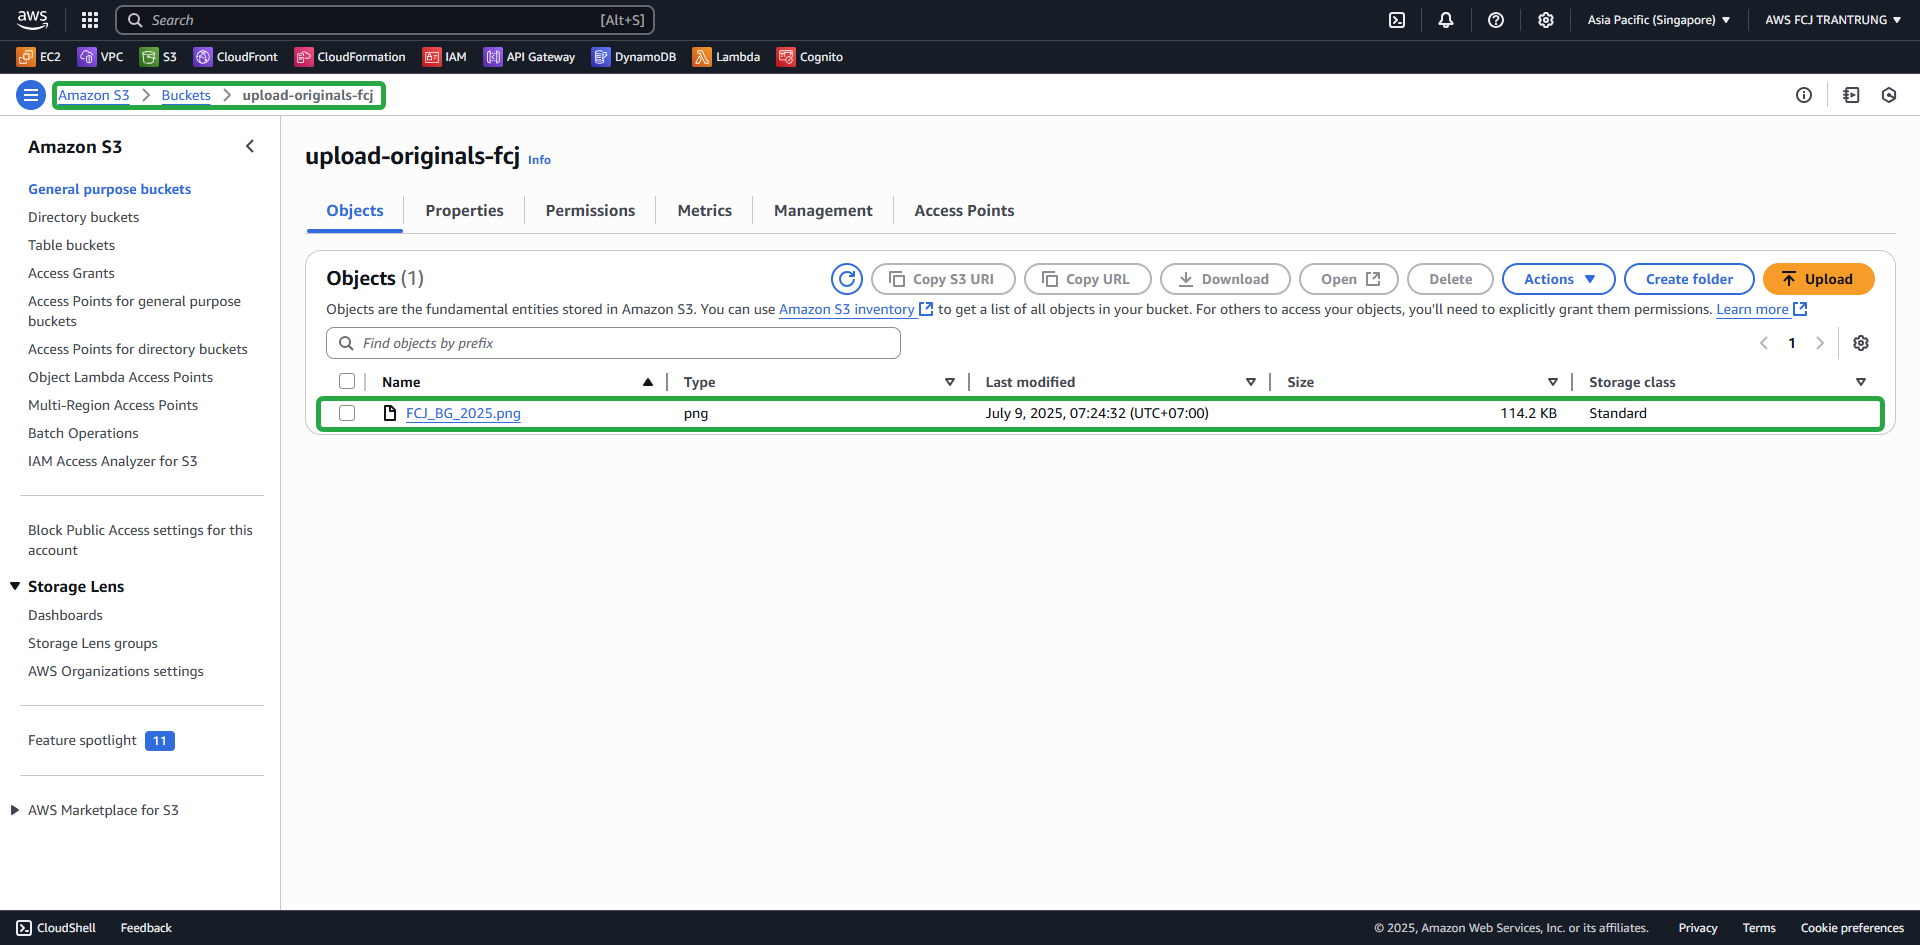 aws Search [Alt+S] Asia Pacific (Singapore) AWS FCJ TRANTRUNG
EC2 VPC S3 CloudFront CloudFormation IAM API Gateway DynamoDB Lambda Cognito
Amazon S3 Buckets upload-originals-fcj
Amazon S3
General purpose buckets
Directory buckets
Table buckets
Access Grants
Access Points for general purpose
buckets
Access Points for directory buckets
Object Lambda Access Points
Multi-Region Access Points
Batch Operations
IAM Access Analyzer for S3
Block Public Access settings for this
account
Storage Lens
Dashboards
Storage Lens groups
AWS Organizations settings
Feature spotlight 11
AWS Marketplace for S3
upload-originals-fcj Info
Objects Properties Permissions Metrics Management Access Points
Objects (1) Copy S3 URI Copy URL Download Open Delete Actions Create folder Upload
Objects are the fundamental entities stored in Amazon S3. You can use Amazon S3 inventory to get a list of all objects in your bucket. For others to access your objects, you'll need to explicitly grant them permissions. Learn more
Find objects by prefix 1
Name Type Last modified Size Storage class
FCJ_BG_2025.png png July 9, 2025, 07:24:32 (UTC+07:00) 114.2 KB Standard
CloudShell Feedback © 2025, Amazon Web Services, Inc. or its affiliates. Privacy Terms Cookie preferences